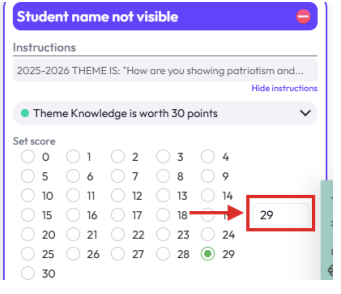 Student name not visible
Instructions
2025-2026 THEME IS: "How are you showing patriotism and...
Hide instructions
Theme Knowledge is worth 30 points
Set score
0 1 2 3 4
5 6 7 8 9
10 11 12 13 14
15 16 17 18 29
20 21 22 23 24
25 26 27 28 29
30